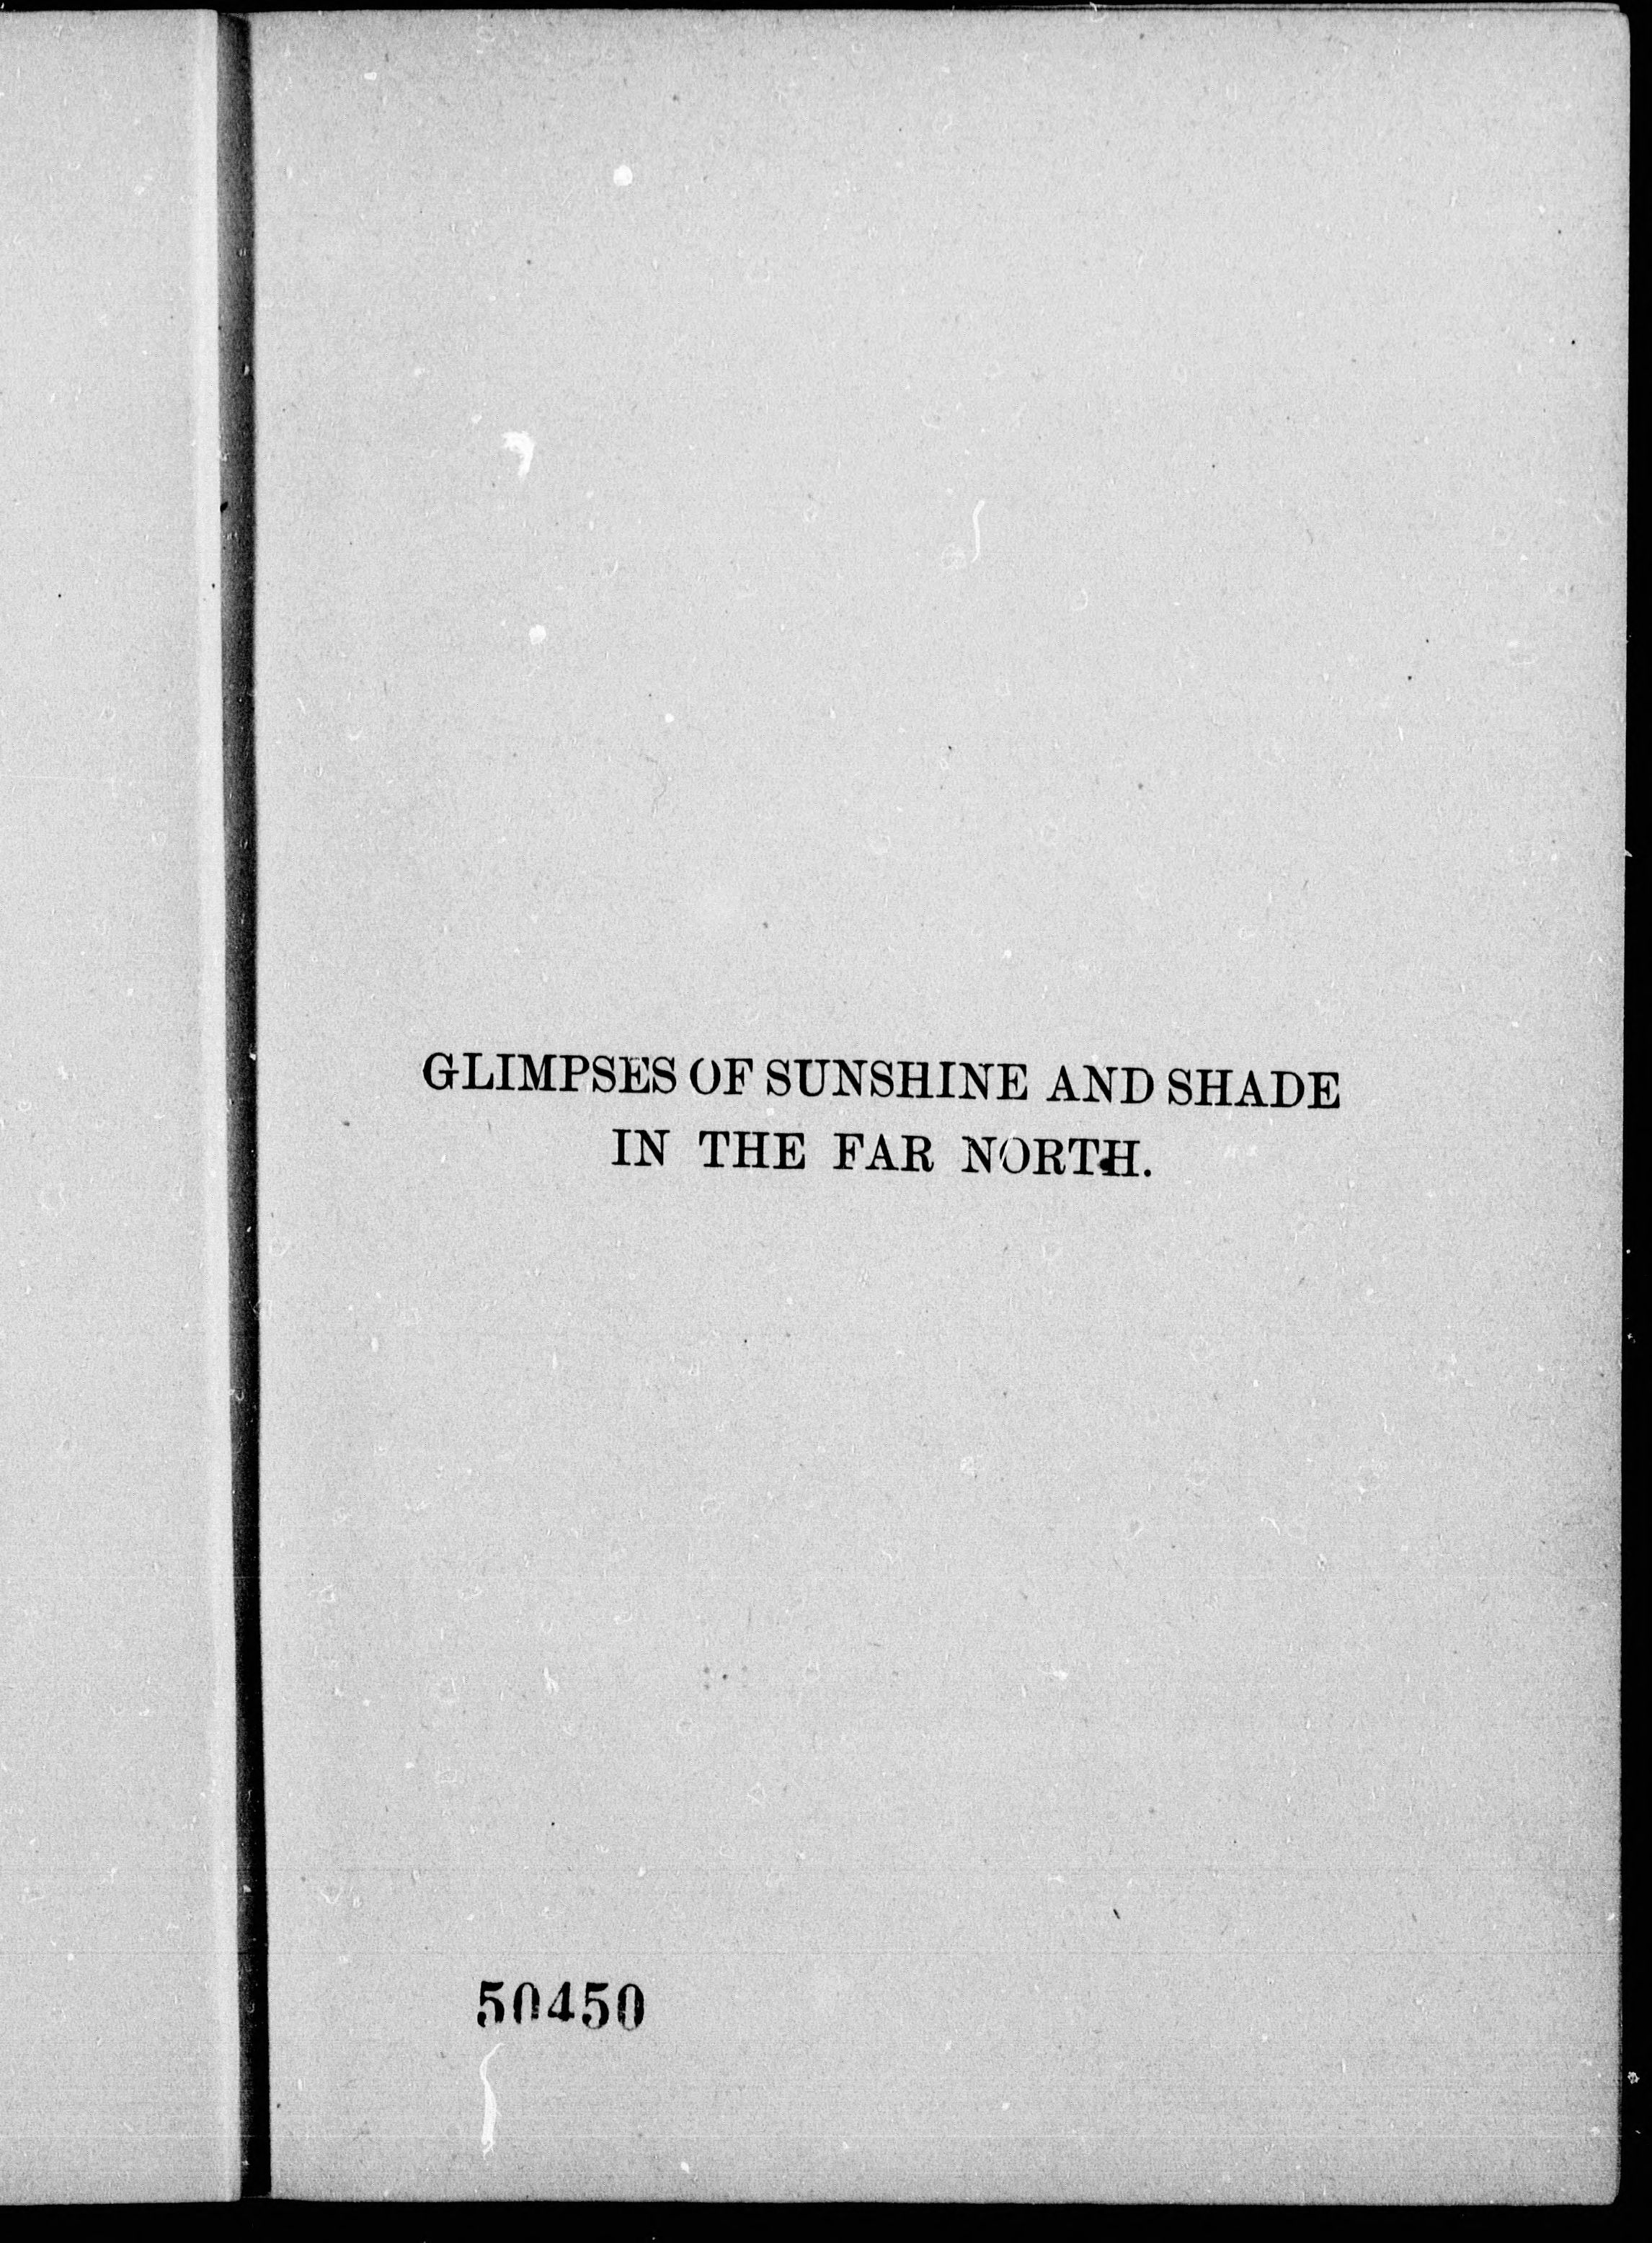 GLIMPSES OF SUNSHINE AND SHADE
IN THE FAR NORTH.
50450